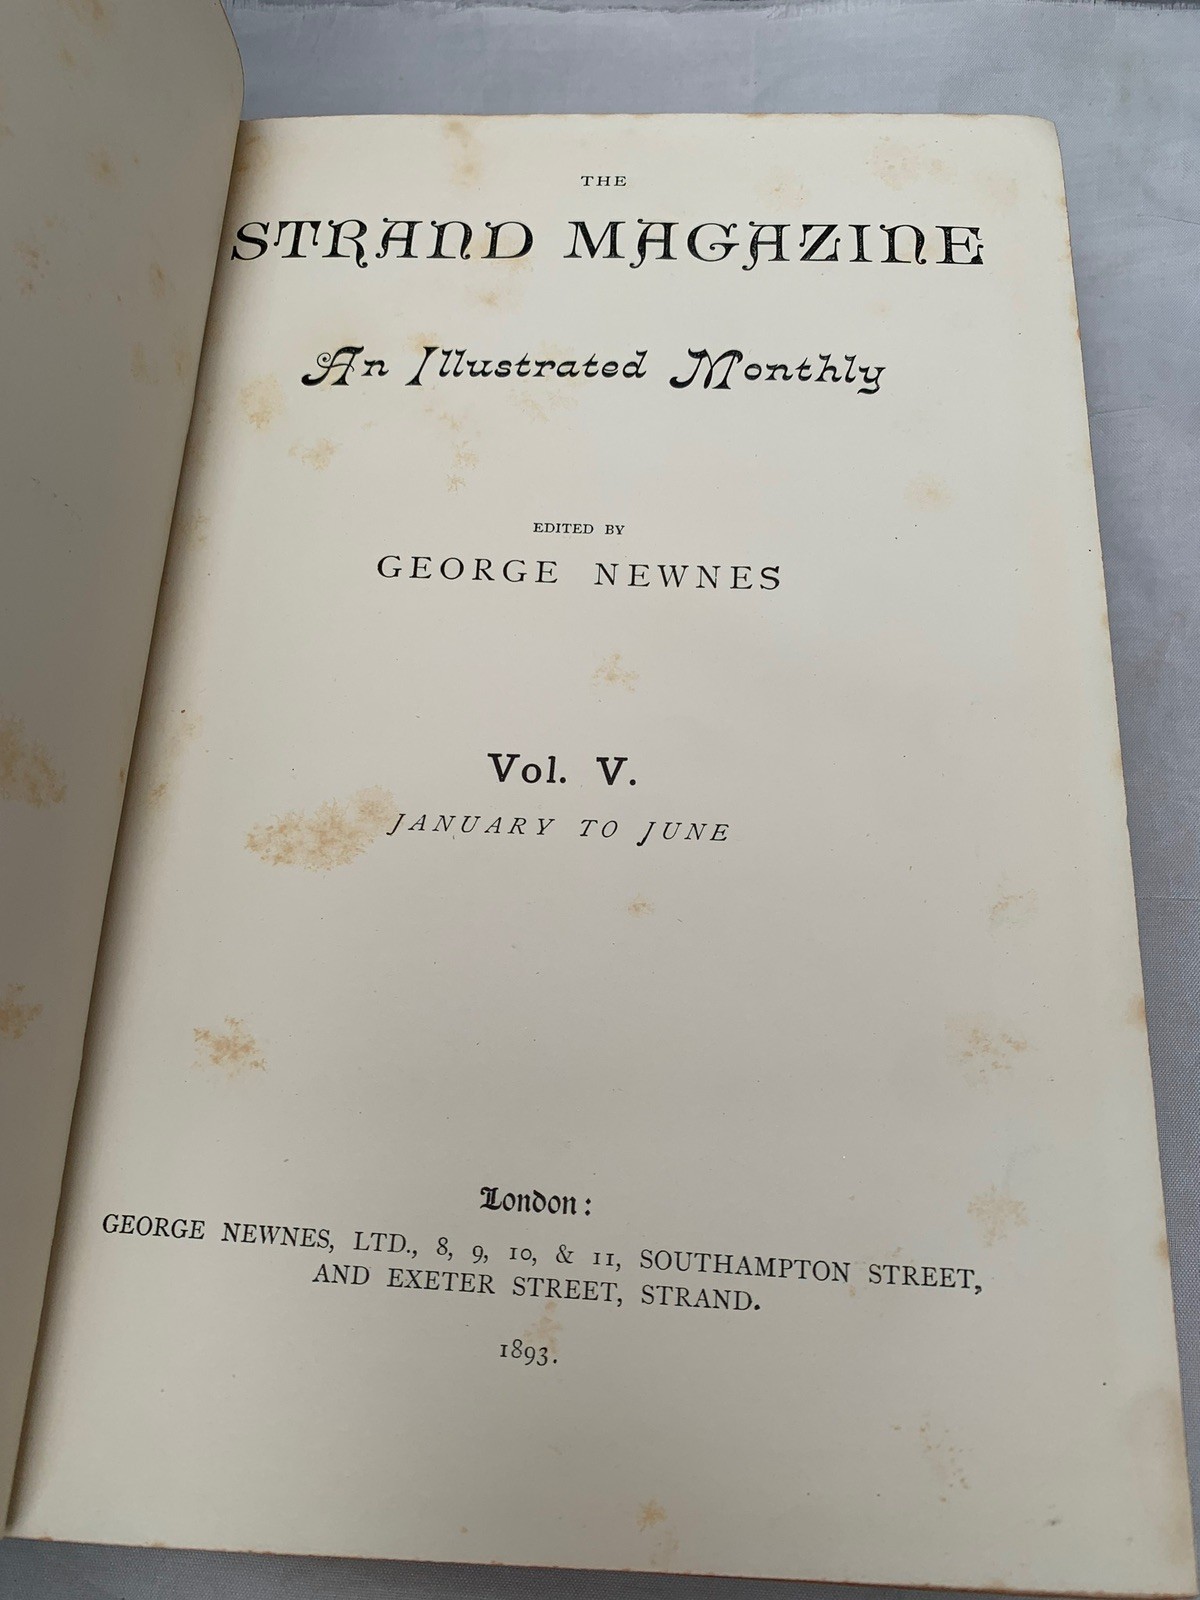 THE
STRAND MAGAZINE
An Illustrated Monthly
EDITED BY
GEORGE NEWNES
Vol. V.
JANUARY TO JUNE
London:
GEORGE NEWNES, LTD., 8, 9, 10, & 11, SOUTHAMPTON STREET,
AND EXETER STREET, STRAND.
1893.